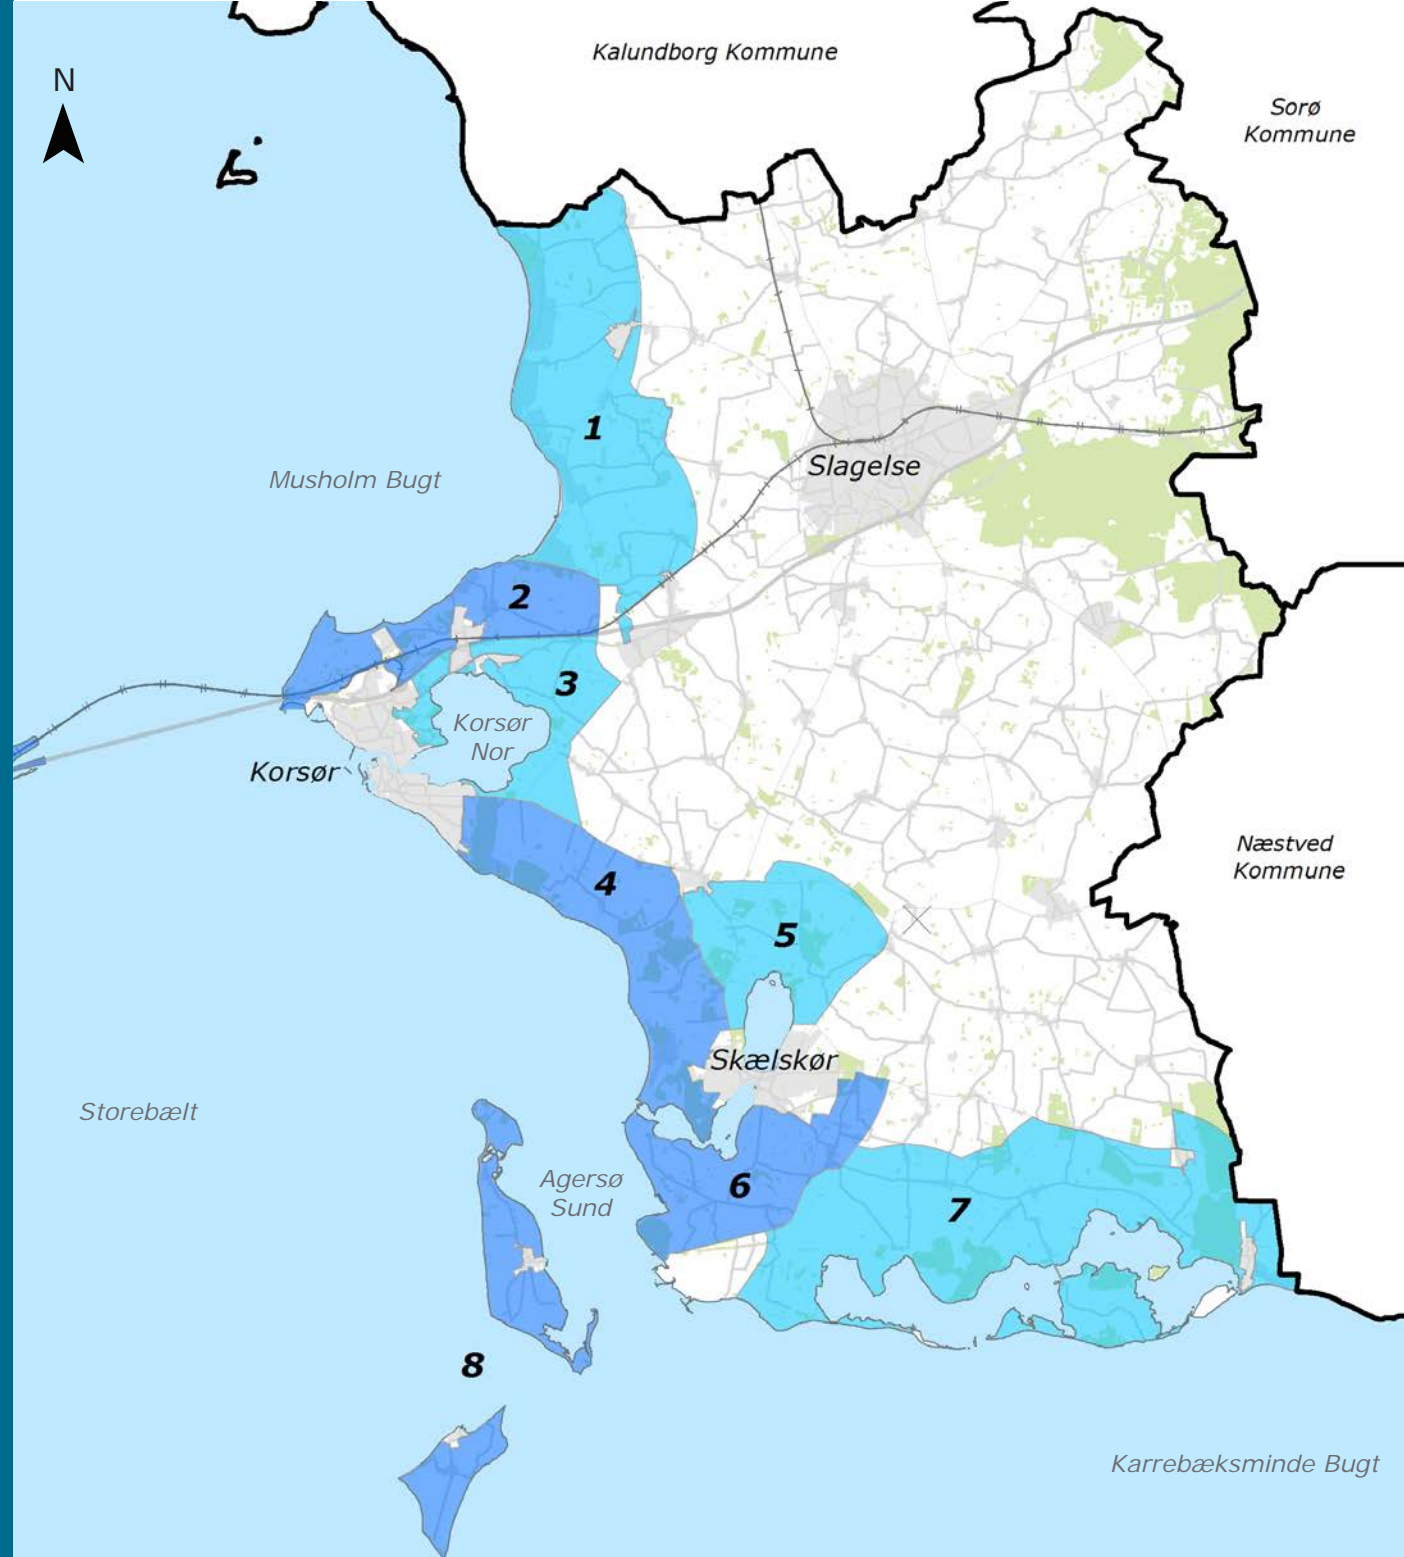 Kalundborg Kommune
N
Sorø
Kommune
1
Slagelse
Musholm Bugt
2
3
Korsør
Nor
Korsør
Næstved
Kommune
4
5
Skælskør
Storebælt
Agersø
Sund
6
7
8
Karrebæksminde Bugt